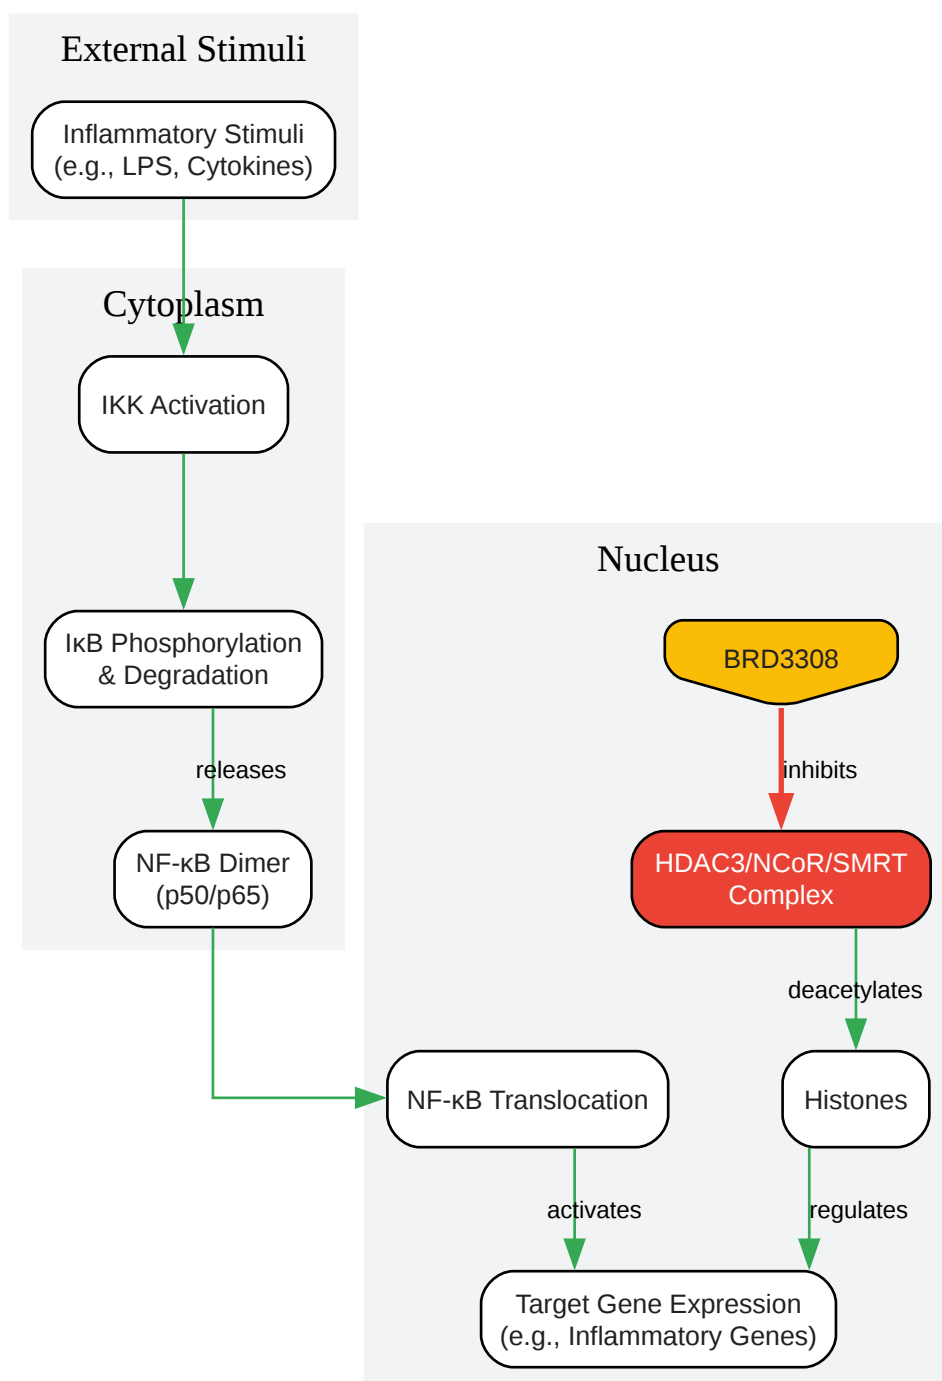 External Stimuli
Inflammatory Stimuli
(e.g., LPS, Cytokines)
Cytoplasm
IKK Activation
IκB Phosphorylation
& Degradation
releases
NF-κB Dimer
(p50/p65)
Nucleus
BRD3308
inhibits
HDAC3/NCoR/SMRT
Complex
deacetylates
NF-κB Translocation
Histones
activates
regulates
Target Gene Expression
(e.g., Inflammatory Genes)